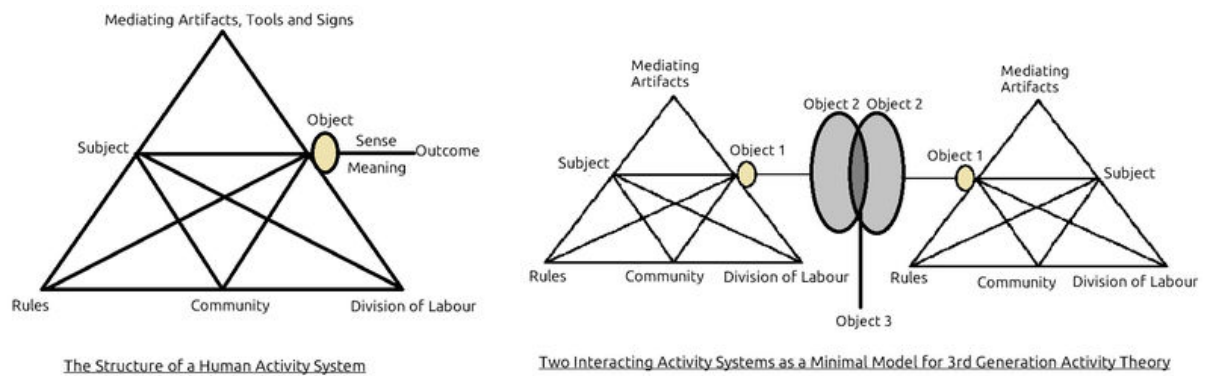 Mediating Artifacts, Tools and Signs
Object
Subject
Sense
Outcome
Meaning
Rules
Community
Division of Labour
The Structure of a Human Activity System
Mediating
Artifacts
Object 2
Object 2
Mediating
Artifacts
Subject
Object 1
Object 1
Subject
Rules
Community
Division of Labour
Rules
Community
Division of Labour
Object 3
Two Interacting Activity Systems as a Minimal Model for 3rd Generation Activity Theory